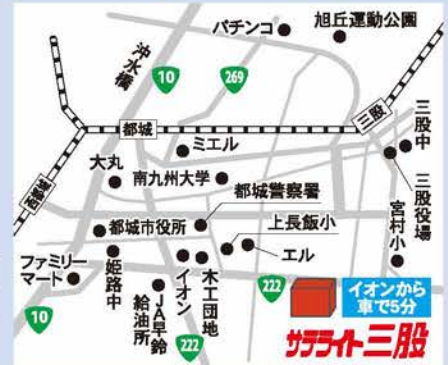 パチンコ
旭丘運動公園
沖水橋
10
269
都城
三股
三股中
三股役場
宮村小
西都城
大丸
ミエル
南九州大学
都城警察署
都城市役所
上長飯小
エル
ファミリー
マート
姫路中
JA早鈴
給油所
イオン
木工団地
222
222
10
イオンから
車で5分
サテライト三股